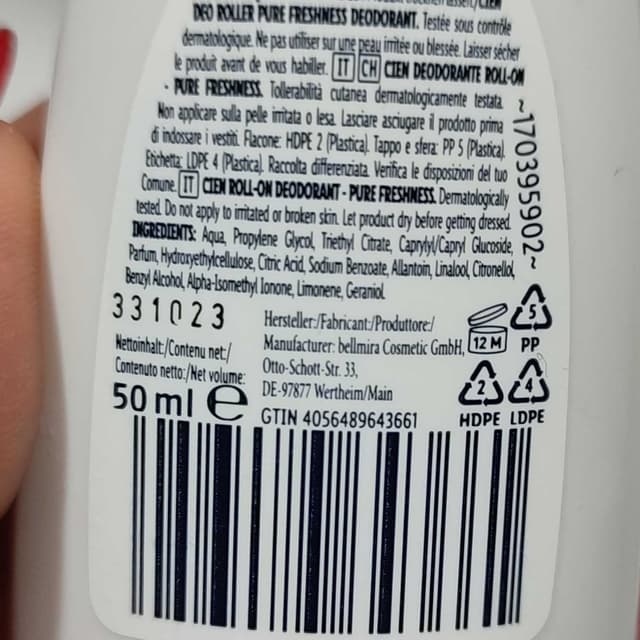 DEO ROLLER PURE FRESHNESS DEODORANT. Testée sous contrôle
dermatologique. Ne pas utiliser sur une peau irritée ou blessée. Laisser sécher
le produit avant de vous habiller. IT CH CIEN DEODORANTE ROLL-ON
- PURE FRESHNESS. Tollerabilità cutanea dermatologicamente testata.
Non applicare sulla pelle irritata o lesa. Lasciare asciugare il prodotto prima
di indossare i vestiti. Flacone: HDPE 2 (Plastica). Tappo e sfera: PP 5 (Plastica).
Etichetta: LDPE 4 (Plastica). Raccolta differenziata. Verifica le disposizioni del tuo
Comune. IT CIEN ROLL-ON DEODORANT - PURE FRESHNESS. Dermatologically
tested. Do not apply to irritated or broken skin. Let product dry before getting dressed.
INGREDIENTS: Aqua, Propylene Glycol, Triethyl Citrate, Caprylyl/Capryl Glucoside,
Parfum, Hydroxyethylcellulose, Citric Acid, Sodium Benzoate, Allantoin, Linalool, Citronellol,
Benzyl Alcohol, Alpha-Isomethyl Ionone, Limonene, Geraniol.
~170395902~
331023
Nettoinhalt:/Contenu net:/
Contenuto netto:/Net volume:
50 ml e
Hersteller:/Fabricant:/Produttore:/
Manufacturer: bellmira Cosmetic GmbH,
Otto-Schott-Str. 33,
DE-97877 Wertheim/Main
GTIN 4056489643661
12 M
5
PP
2
HDPE
4
LDPE